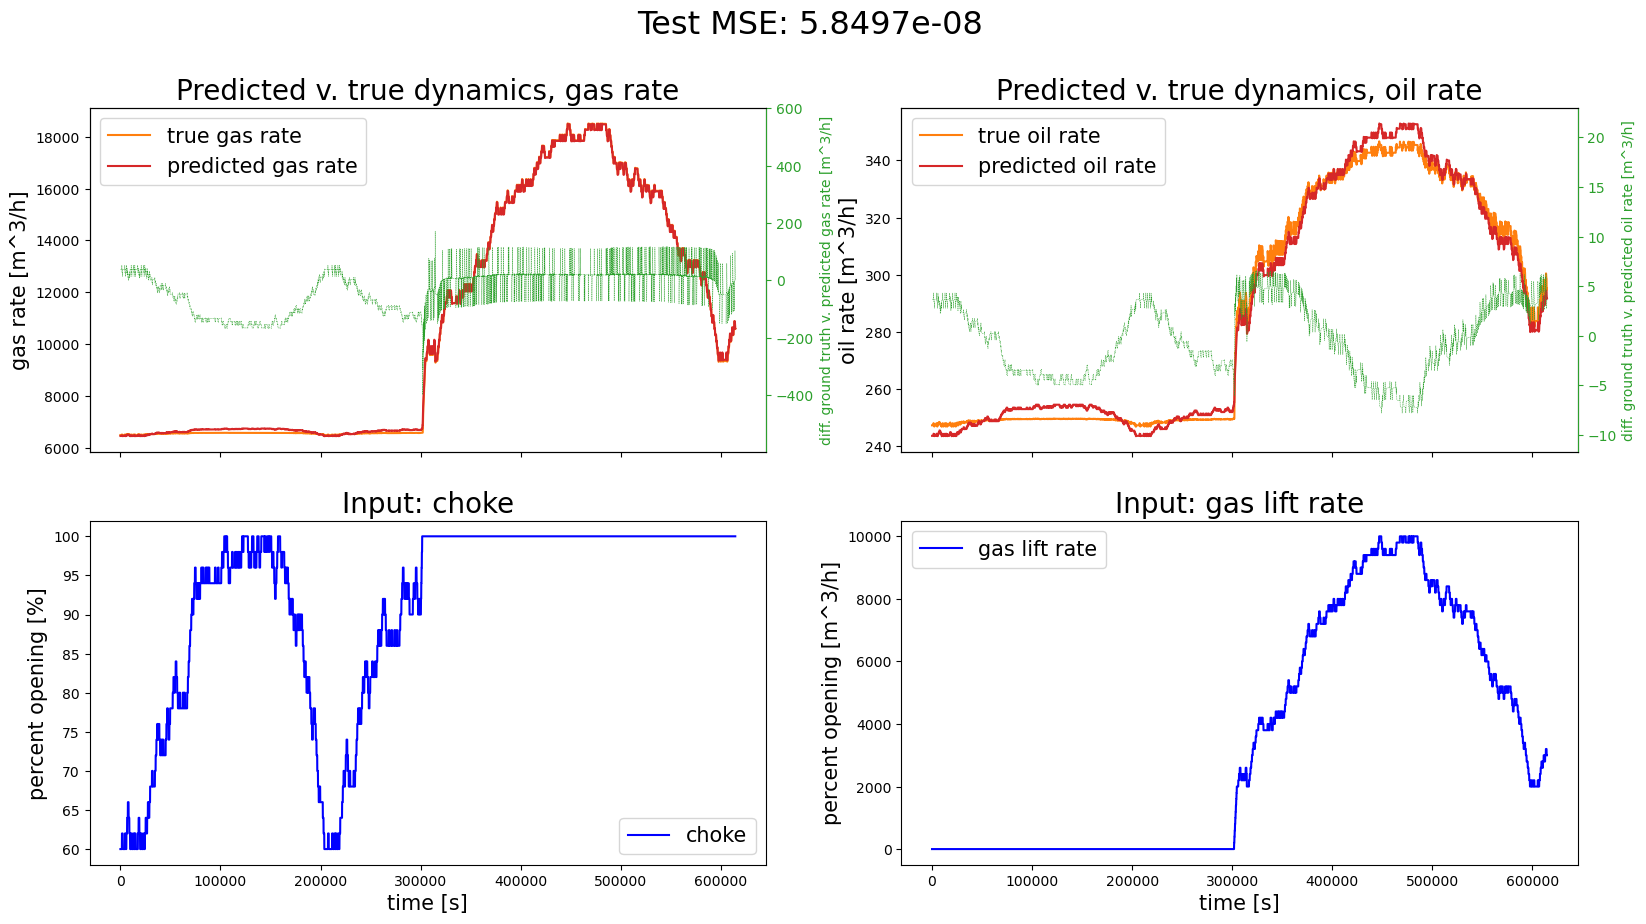 Test MSE: 5.8497e-08
Predicted v. true dynamics, gas rate
true gas rate
predicted gas rate
gas rate [m^3/h]
18000
16000
14000
12000
10000
8000
6000
600
400
200
0
−200
−400
diff. ground truth v. predicted gas rate [m^3/h]
Predicted v. true dynamics, oil rate
true oil rate
predicted oil rate
oil rate [m^3/h]
340
320
300
280
260
240
20
15
10
5
0
−5
−10
diff. ground truth v. predicted oil rate [m^3/h]
Input: choke
percent opening [%]
100
95
90
85
80
75
70
65
60
choke
0 100000 200000 300000 400000 500000 600000
time [s]
Input: gas lift rate
gas lift rate
percent opening [m^3/h]
10000
8000
6000
4000
2000
0
0 100000 200000 300000 400000 500000 600000
time [s]